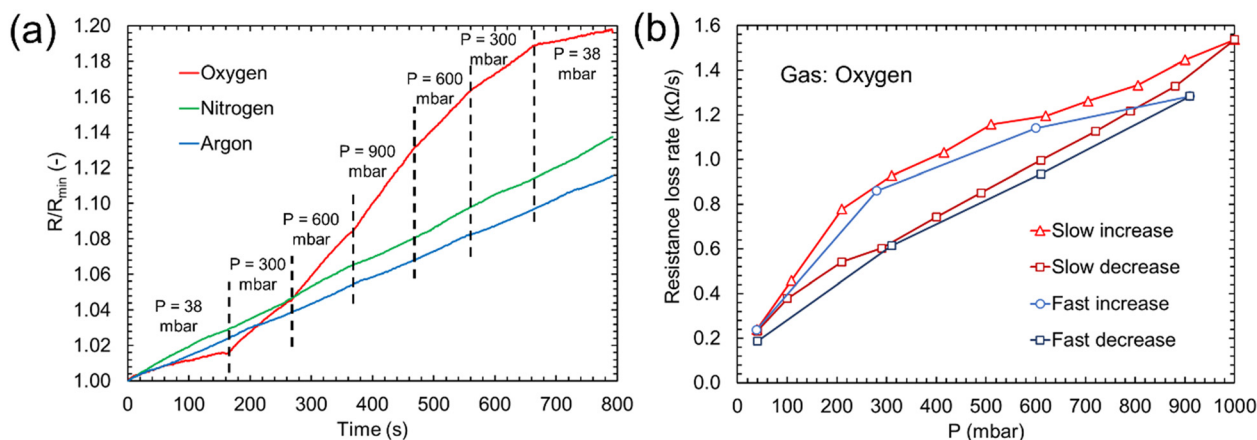 (a)
1.20
1.18
1.16
1.14
1.12
1.10
1.08
1.06
1.04
1.02
1.00
R/Rmin (-)
Oxygen
Nitrogen
Argon
P = 38
mbar
P = 300
mbar
P = 600
mbar
P = 900
mbar
P = 600
mbar
P = 300
mbar
P = 38
mbar
0 100 200 300 400 500 600 700 800
Time (s)
(b)
1.6
1.4
1.2
1.0
0.8
0.6
0.4
0.2
0.0
Resistance loss rate (kΩ/s)
Gas: Oxygen
Slow increase
Slow decrease
Fast increase
Fast decrease
0 100 200 300 400 500 600 700 800 900 1000
P (mbar)